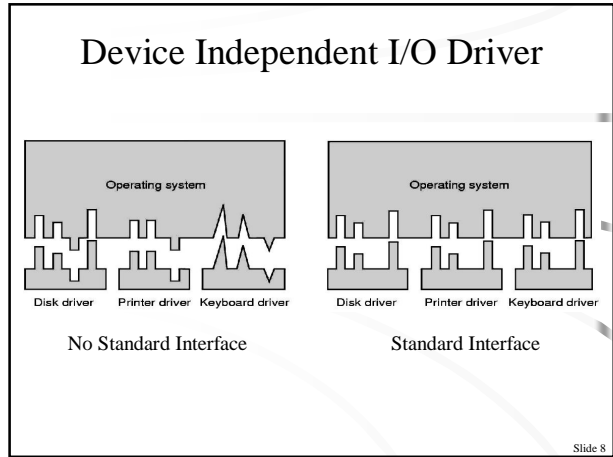 Device Independent I/O Driver
Operating system
Disk driver Printer driver Keyboard driver
No Standard Interface
Operating system
Disk driver Printer driver Keyboard driver
Standard Interface
Slide 8